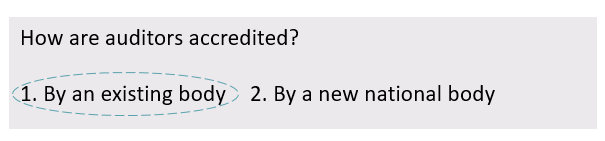 How are auditors accredited?
1. By an existing body 2. By a new national body